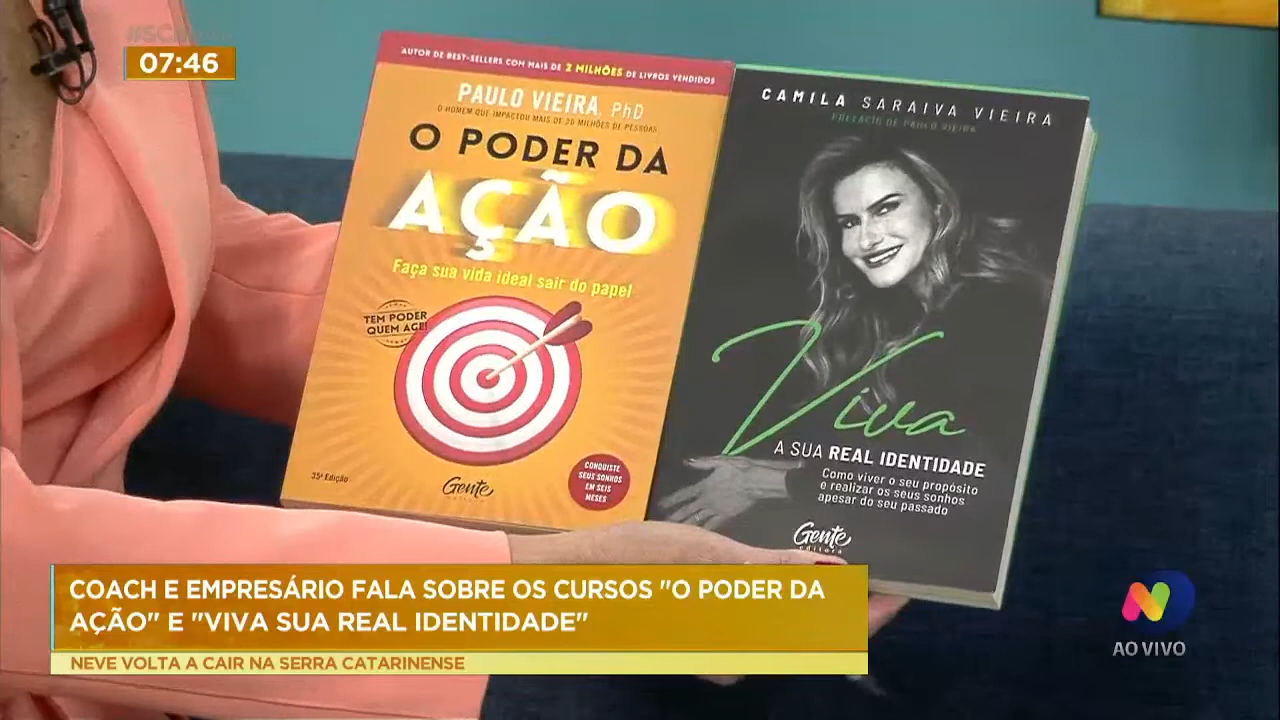 07:46
AUTOR DE BEST-SELLERS COM MAIS DE 2 MILHÕES DE LIVROS VENDIDOS
PAULO VIEIRA, PhD
O HOMEM QUE IMPACTOU MAIS DE 20 MILHÕES DE PESSOAS
O PODER DA
AÇÃO
Faça sua vida ideal sair do papel
TEM PODER
QUEM AGE!
35ª Edição
Gente
editora
CONQUISTE
SEUS SONHOS
EM SEIS
MESES
CAMILA SARAIVA VIEIRA
PREFÁCIO DE PAULO VIEIRA
Viva
A SUA REAL IDENTIDADE
Como viver o seu propósito
e realizar os seus sonhos
apesar do seu passado
Gente
editora
COACH E EMPRESÁRIO FALA SOBRE OS CURSOS "O PODER DA
AÇÃO" E "VIVA SUA REAL IDENTIDADE"
NEVE VOLTA A CAIR NA SERRA CATARINENSE
AO VIVO